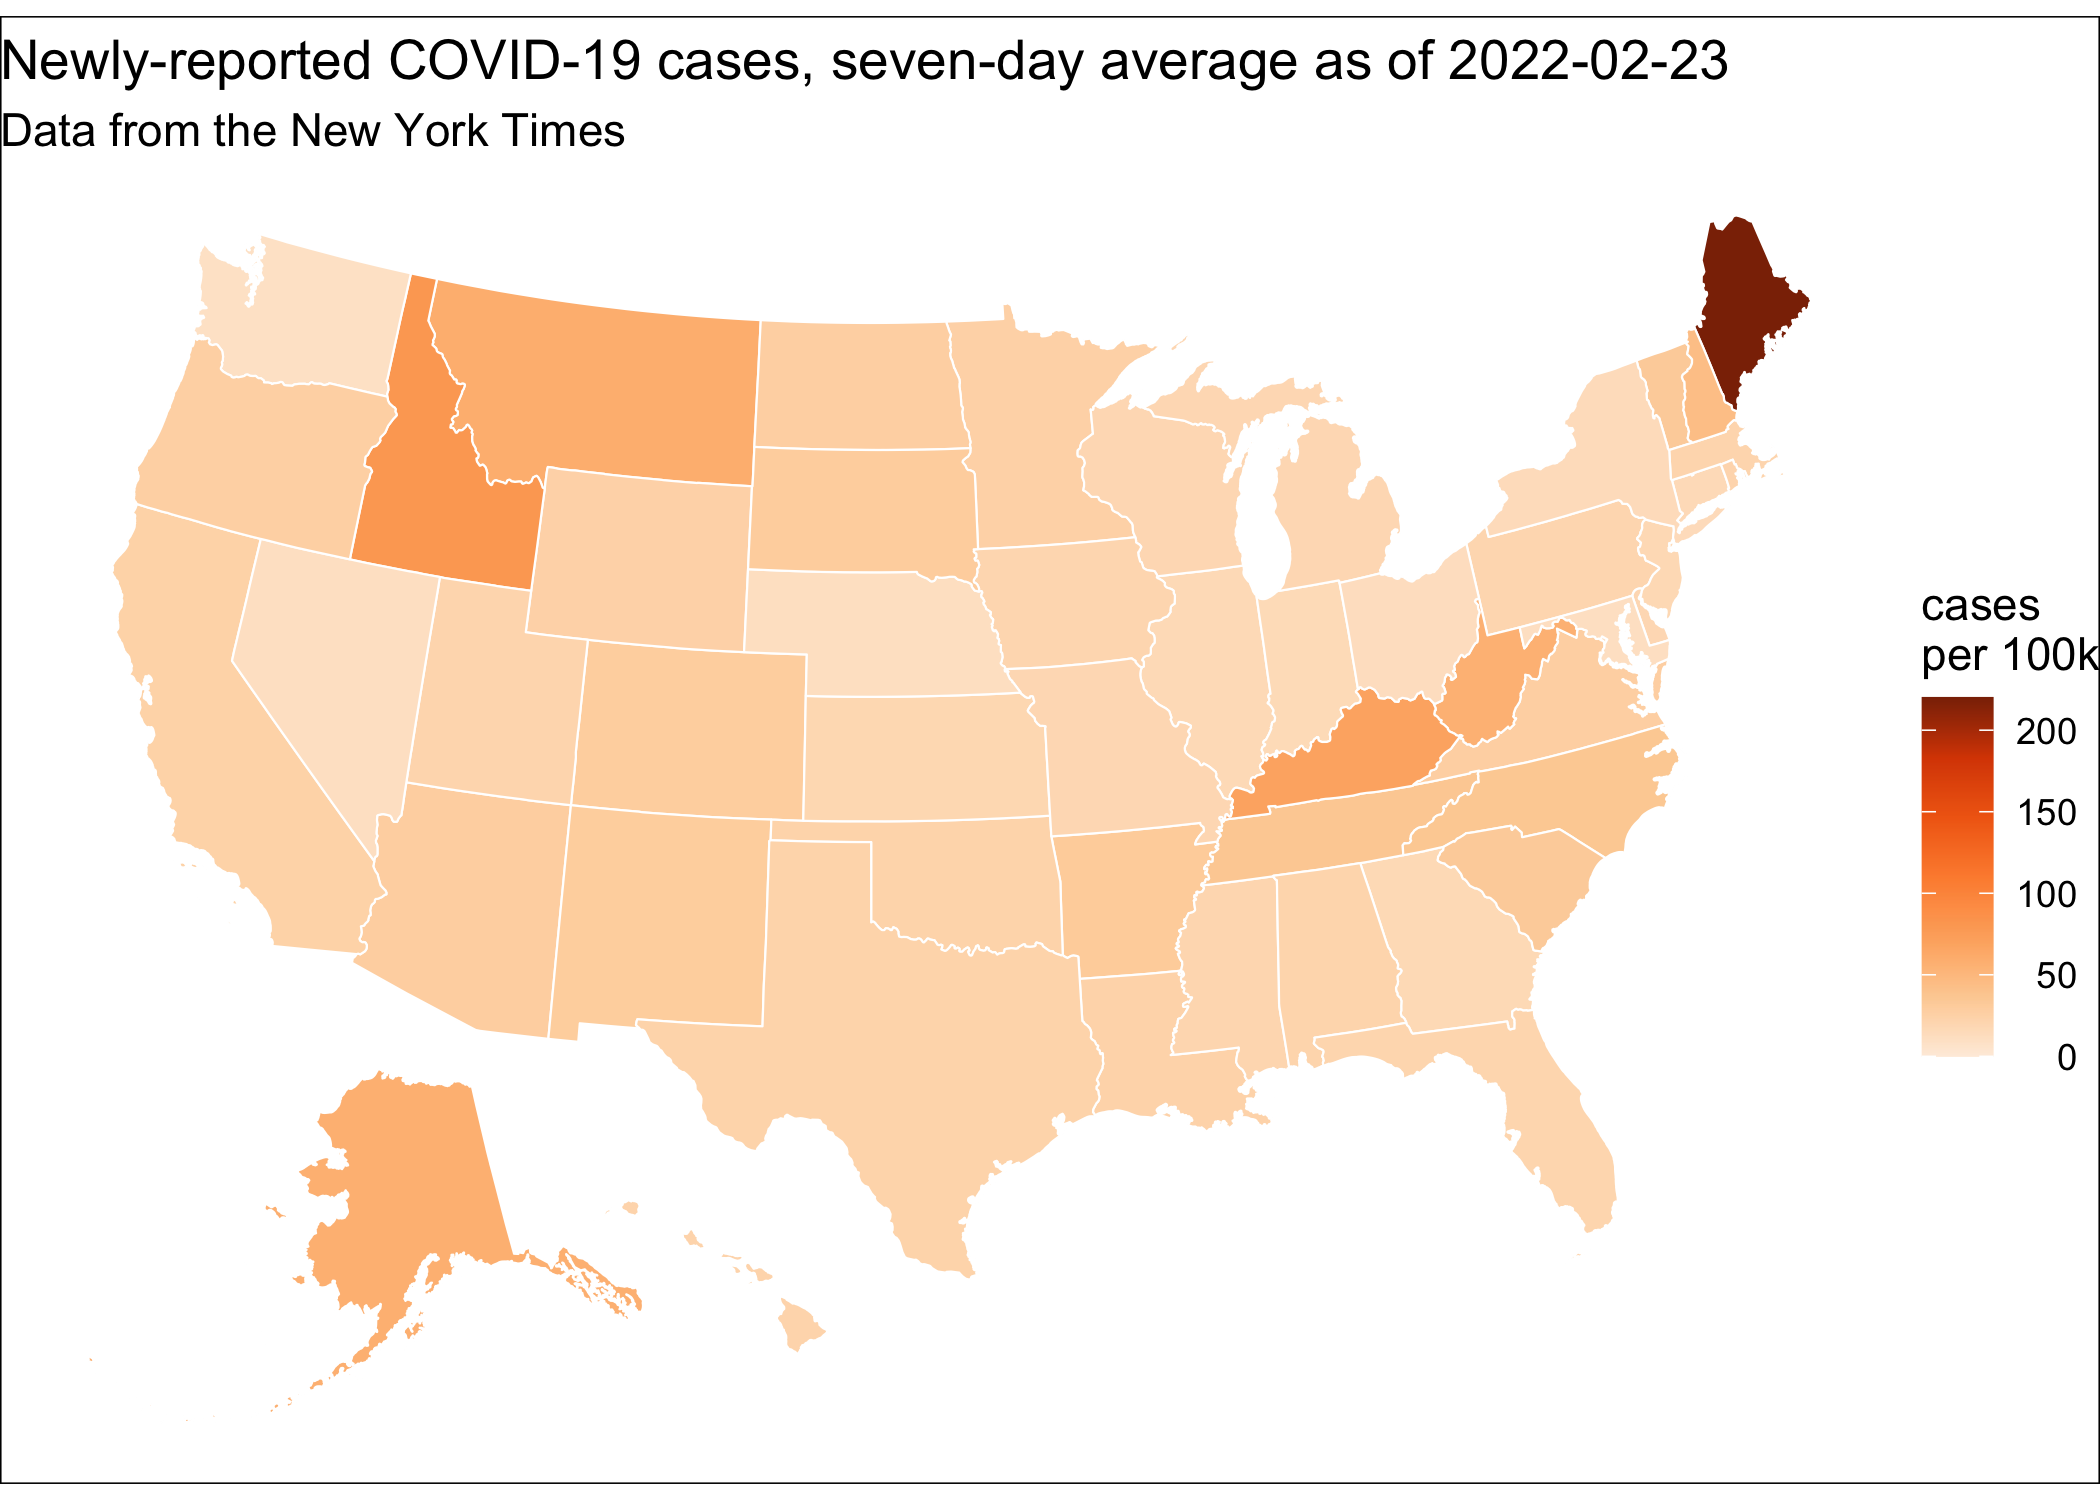 Newly-reported COVID-19 cases, seven-day average as of 2022-02-23
Data from the New York Times
cases
per 100k
200
150
100
50
0